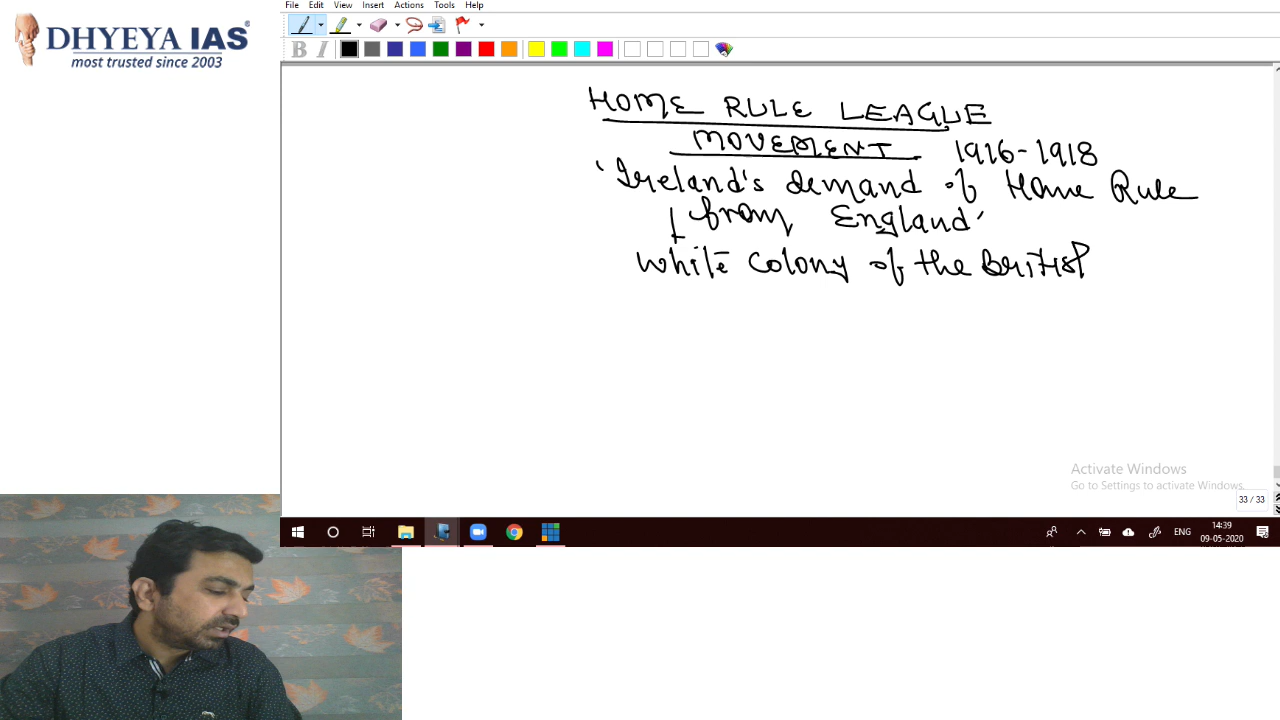 DHYEYA IAS®
most trusted since 2003
File Edit View Insert Actions Tools Help
B I
HOME RULE LEAGUE
MOVEMENT 1916-1918
'Ireland's demand of Home Rule
from England'
white colony of the British
Activate Windows
Go to Settings to activate Windows.
33 / 33
ENG
14:39
09-05-2020